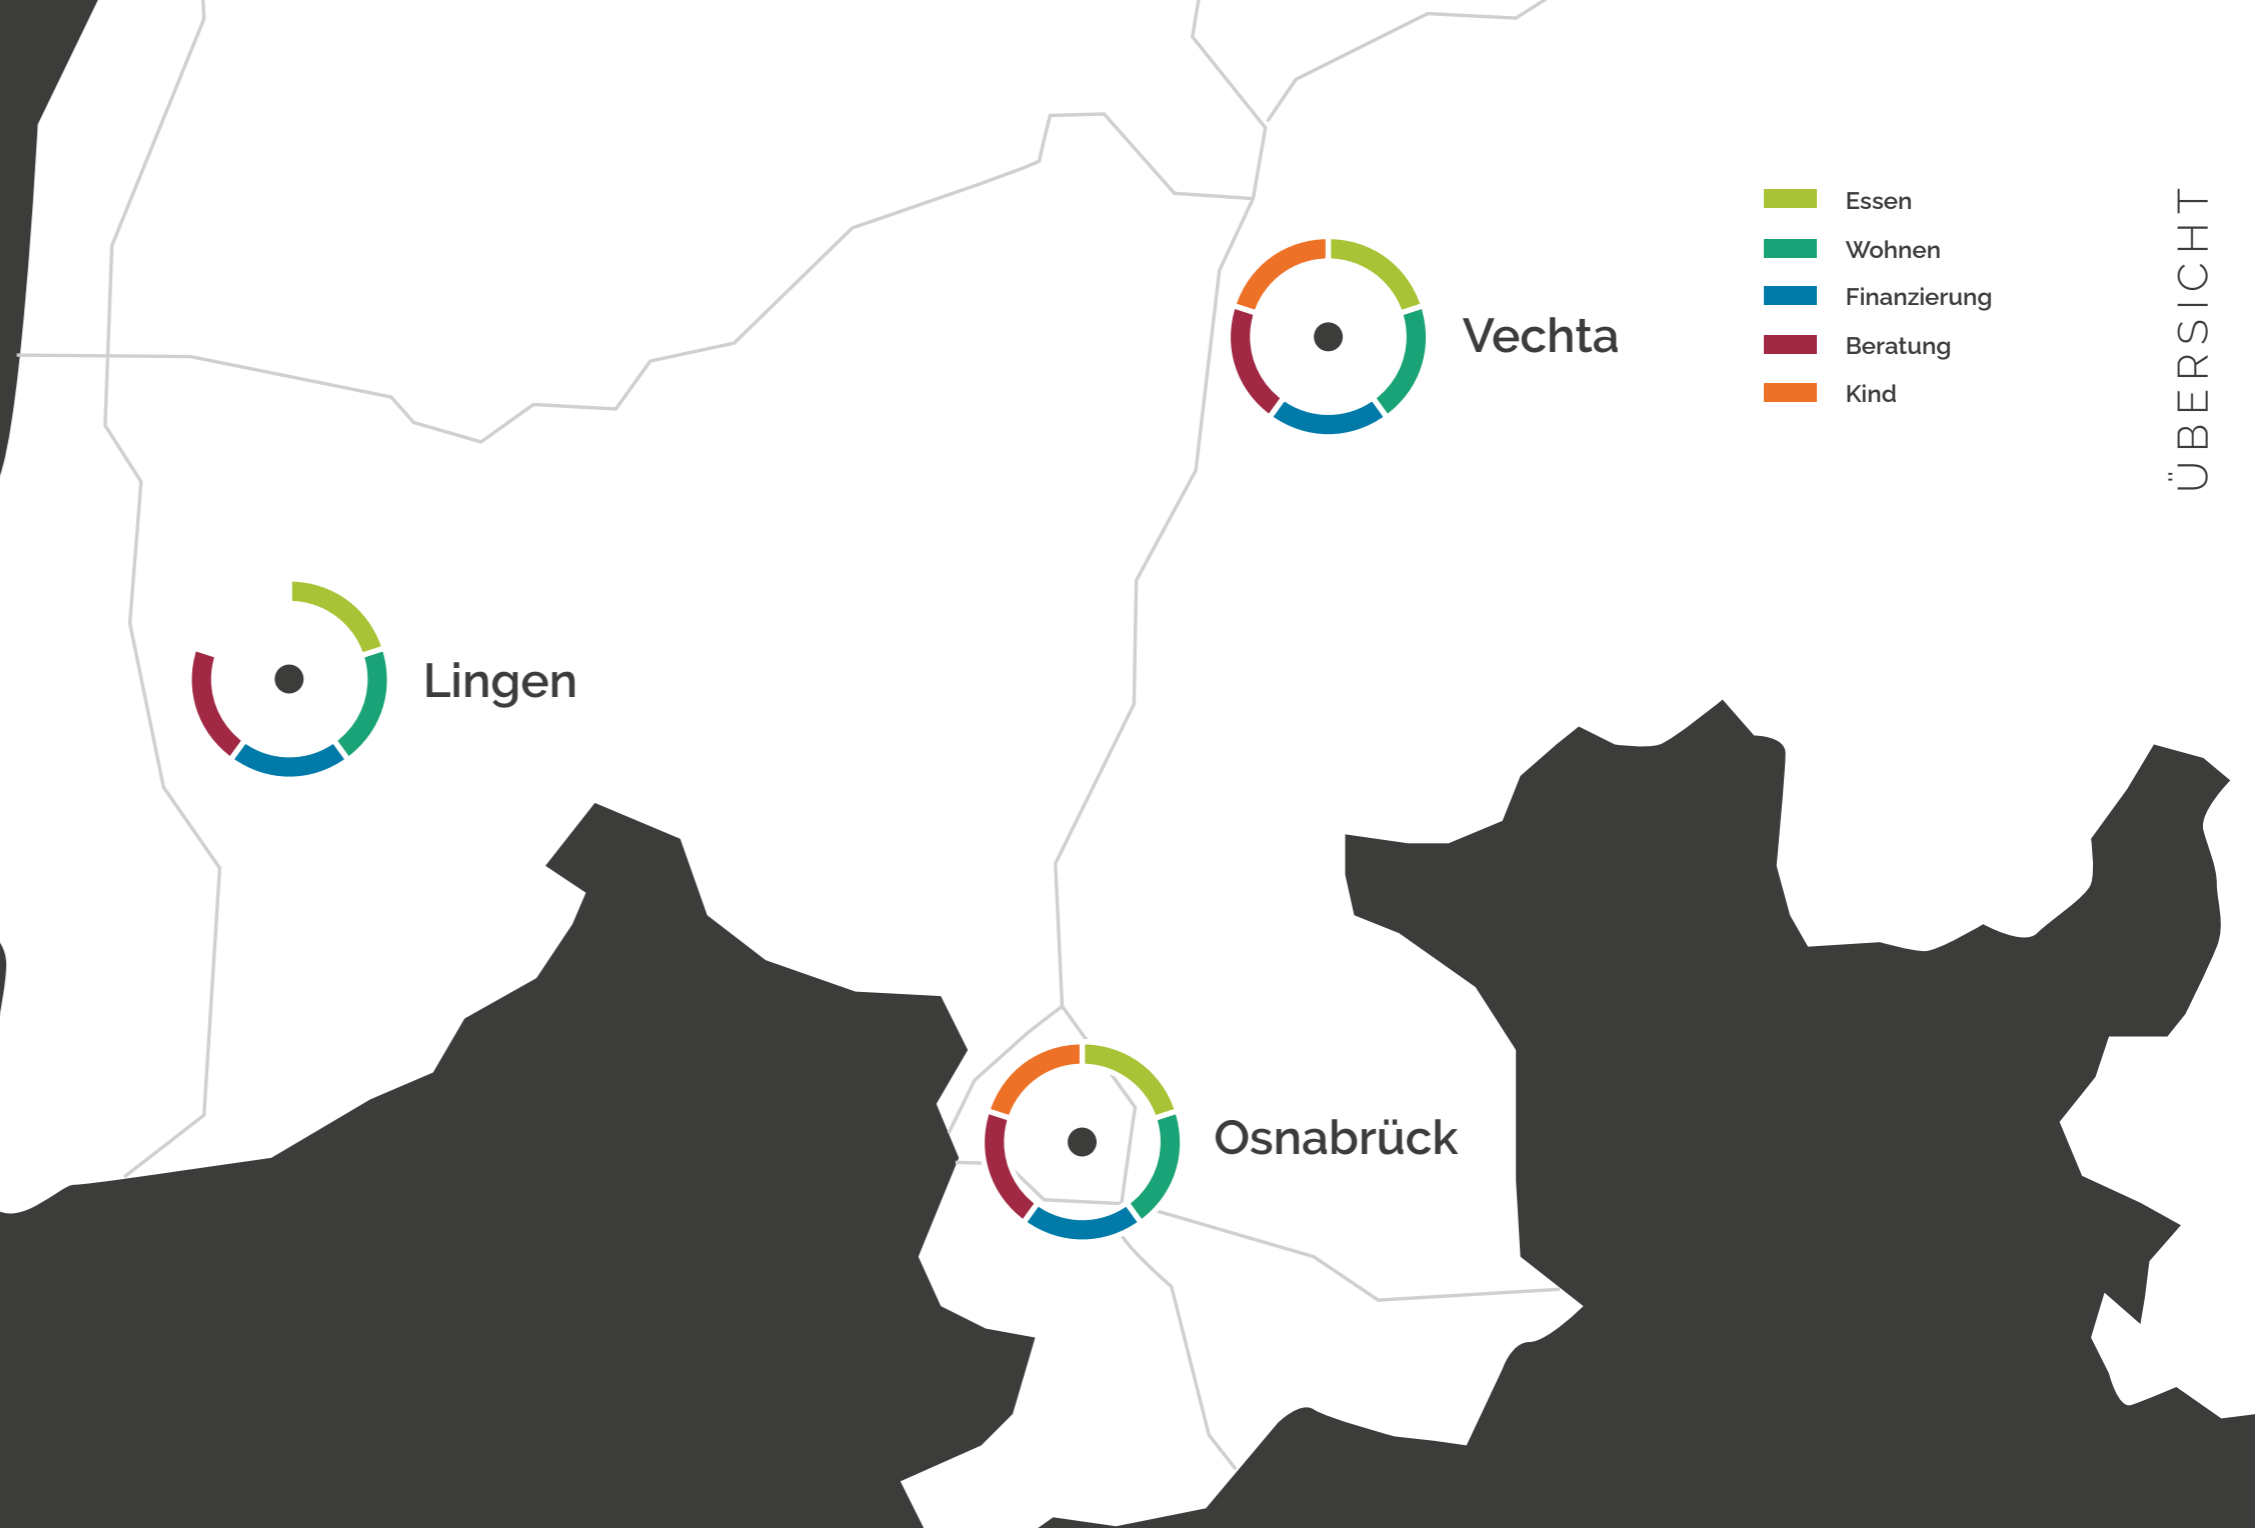 Essen
Wohnen
Finanzierung
Beratung
Kind
ÜBERSICHT
Vechta
Lingen
Osnabrück